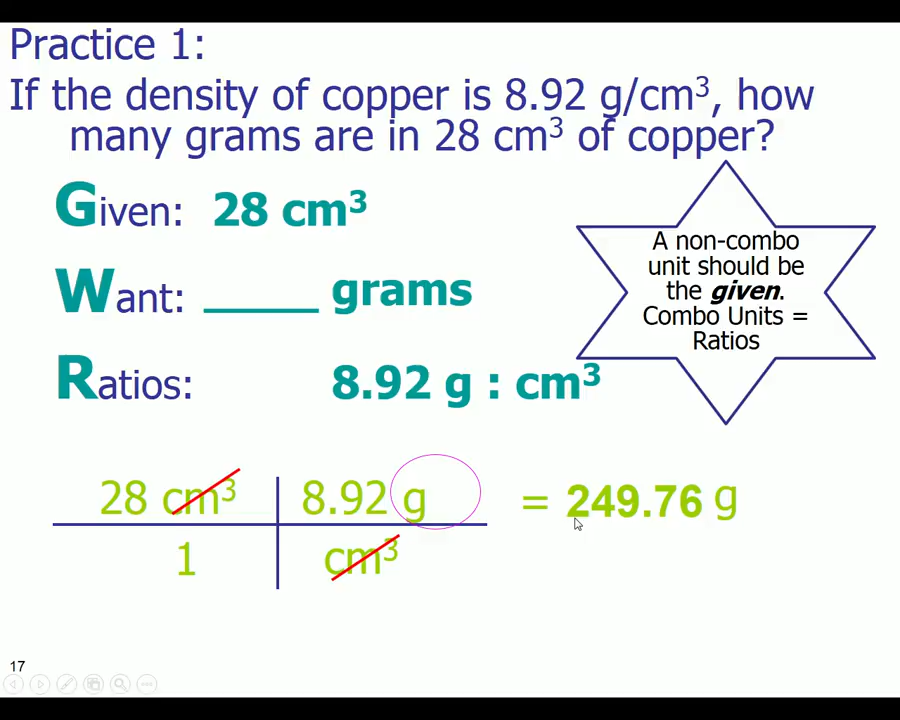 Practice 1:
If the density of copper is 8.92 g/cm³, how
many grams are in 28 cm³ of copper?
Given: 28 cm³
Want: ______ grams
Ratios: 8.92 g : cm³
A non-combo
unit should be
the given.
Combo Units =
Ratios
28 cm³ 8.92 g = 249.76 g
1 cm³
17